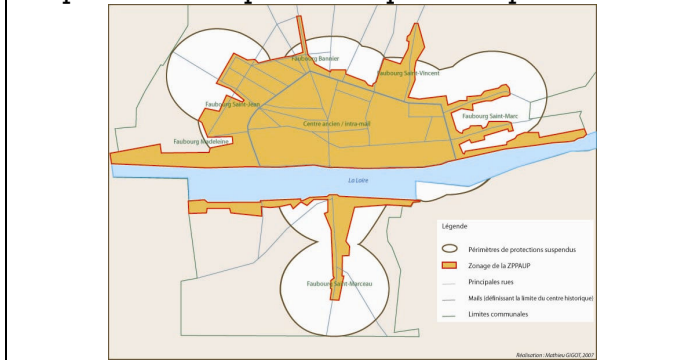 Faubourg Bannier
Faubourg Saint-Vincent
Faubourg Saint-Jean
Faubourg Saint-Marc
Centre ancien / Intra-mail
Faubourg Madeleine
La Loire
Faubourg Saint-Marceau
Légende
Périmètres de protections suspendus
Zonage de la ZPPAUP
Principales rues
Mails (définissant la limite du centre historique)
Limites communales
Réalisation : Mathieu GIGOT, 2007